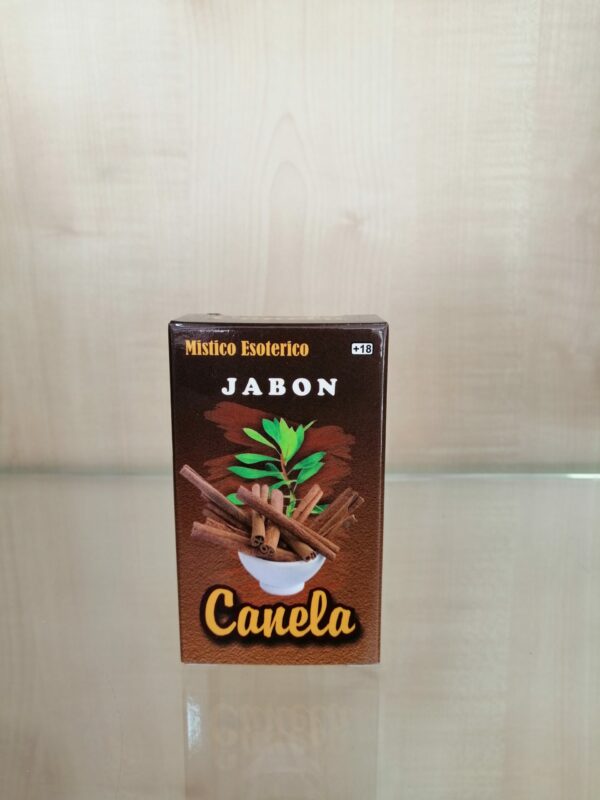 Mistico Esoterico
+18
JABON
Canela